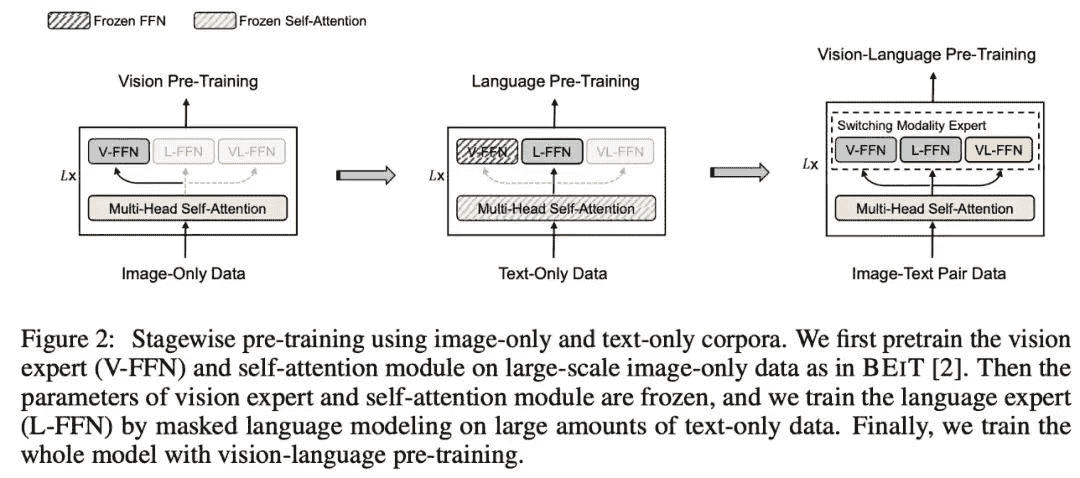 Frozen FFN
Frozen Self-Attention
Vision Pre-Training
V-FFN
L-FFN
VL-FFN
Lx
Multi-Head Self-Attention
Image-Only Data
Language Pre-Training
V-FFN
L-FFN
VL-FFN
Lx
Multi-Head Self-Attention
Text-Only Data
Vision-Language Pre-Training
Switching Modality Expert
V-FFN
L-FFN
VL-FFN
Lx
Multi-Head Self-Attention
Image-Text Pair Data
Figure 2: Stagewise pre-training using image-only and text-only corpora. We first pretrain the vision
expert (V-FFN) and self-attention module on large-scale image-only data as in BEIT [2]. Then the
parameters of vision expert and self-attention module are frozen, and we train the language expert
(L-FFN) by masked language modeling on large amounts of text-only data. Finally, we train the
whole model with vision-language pre-training.